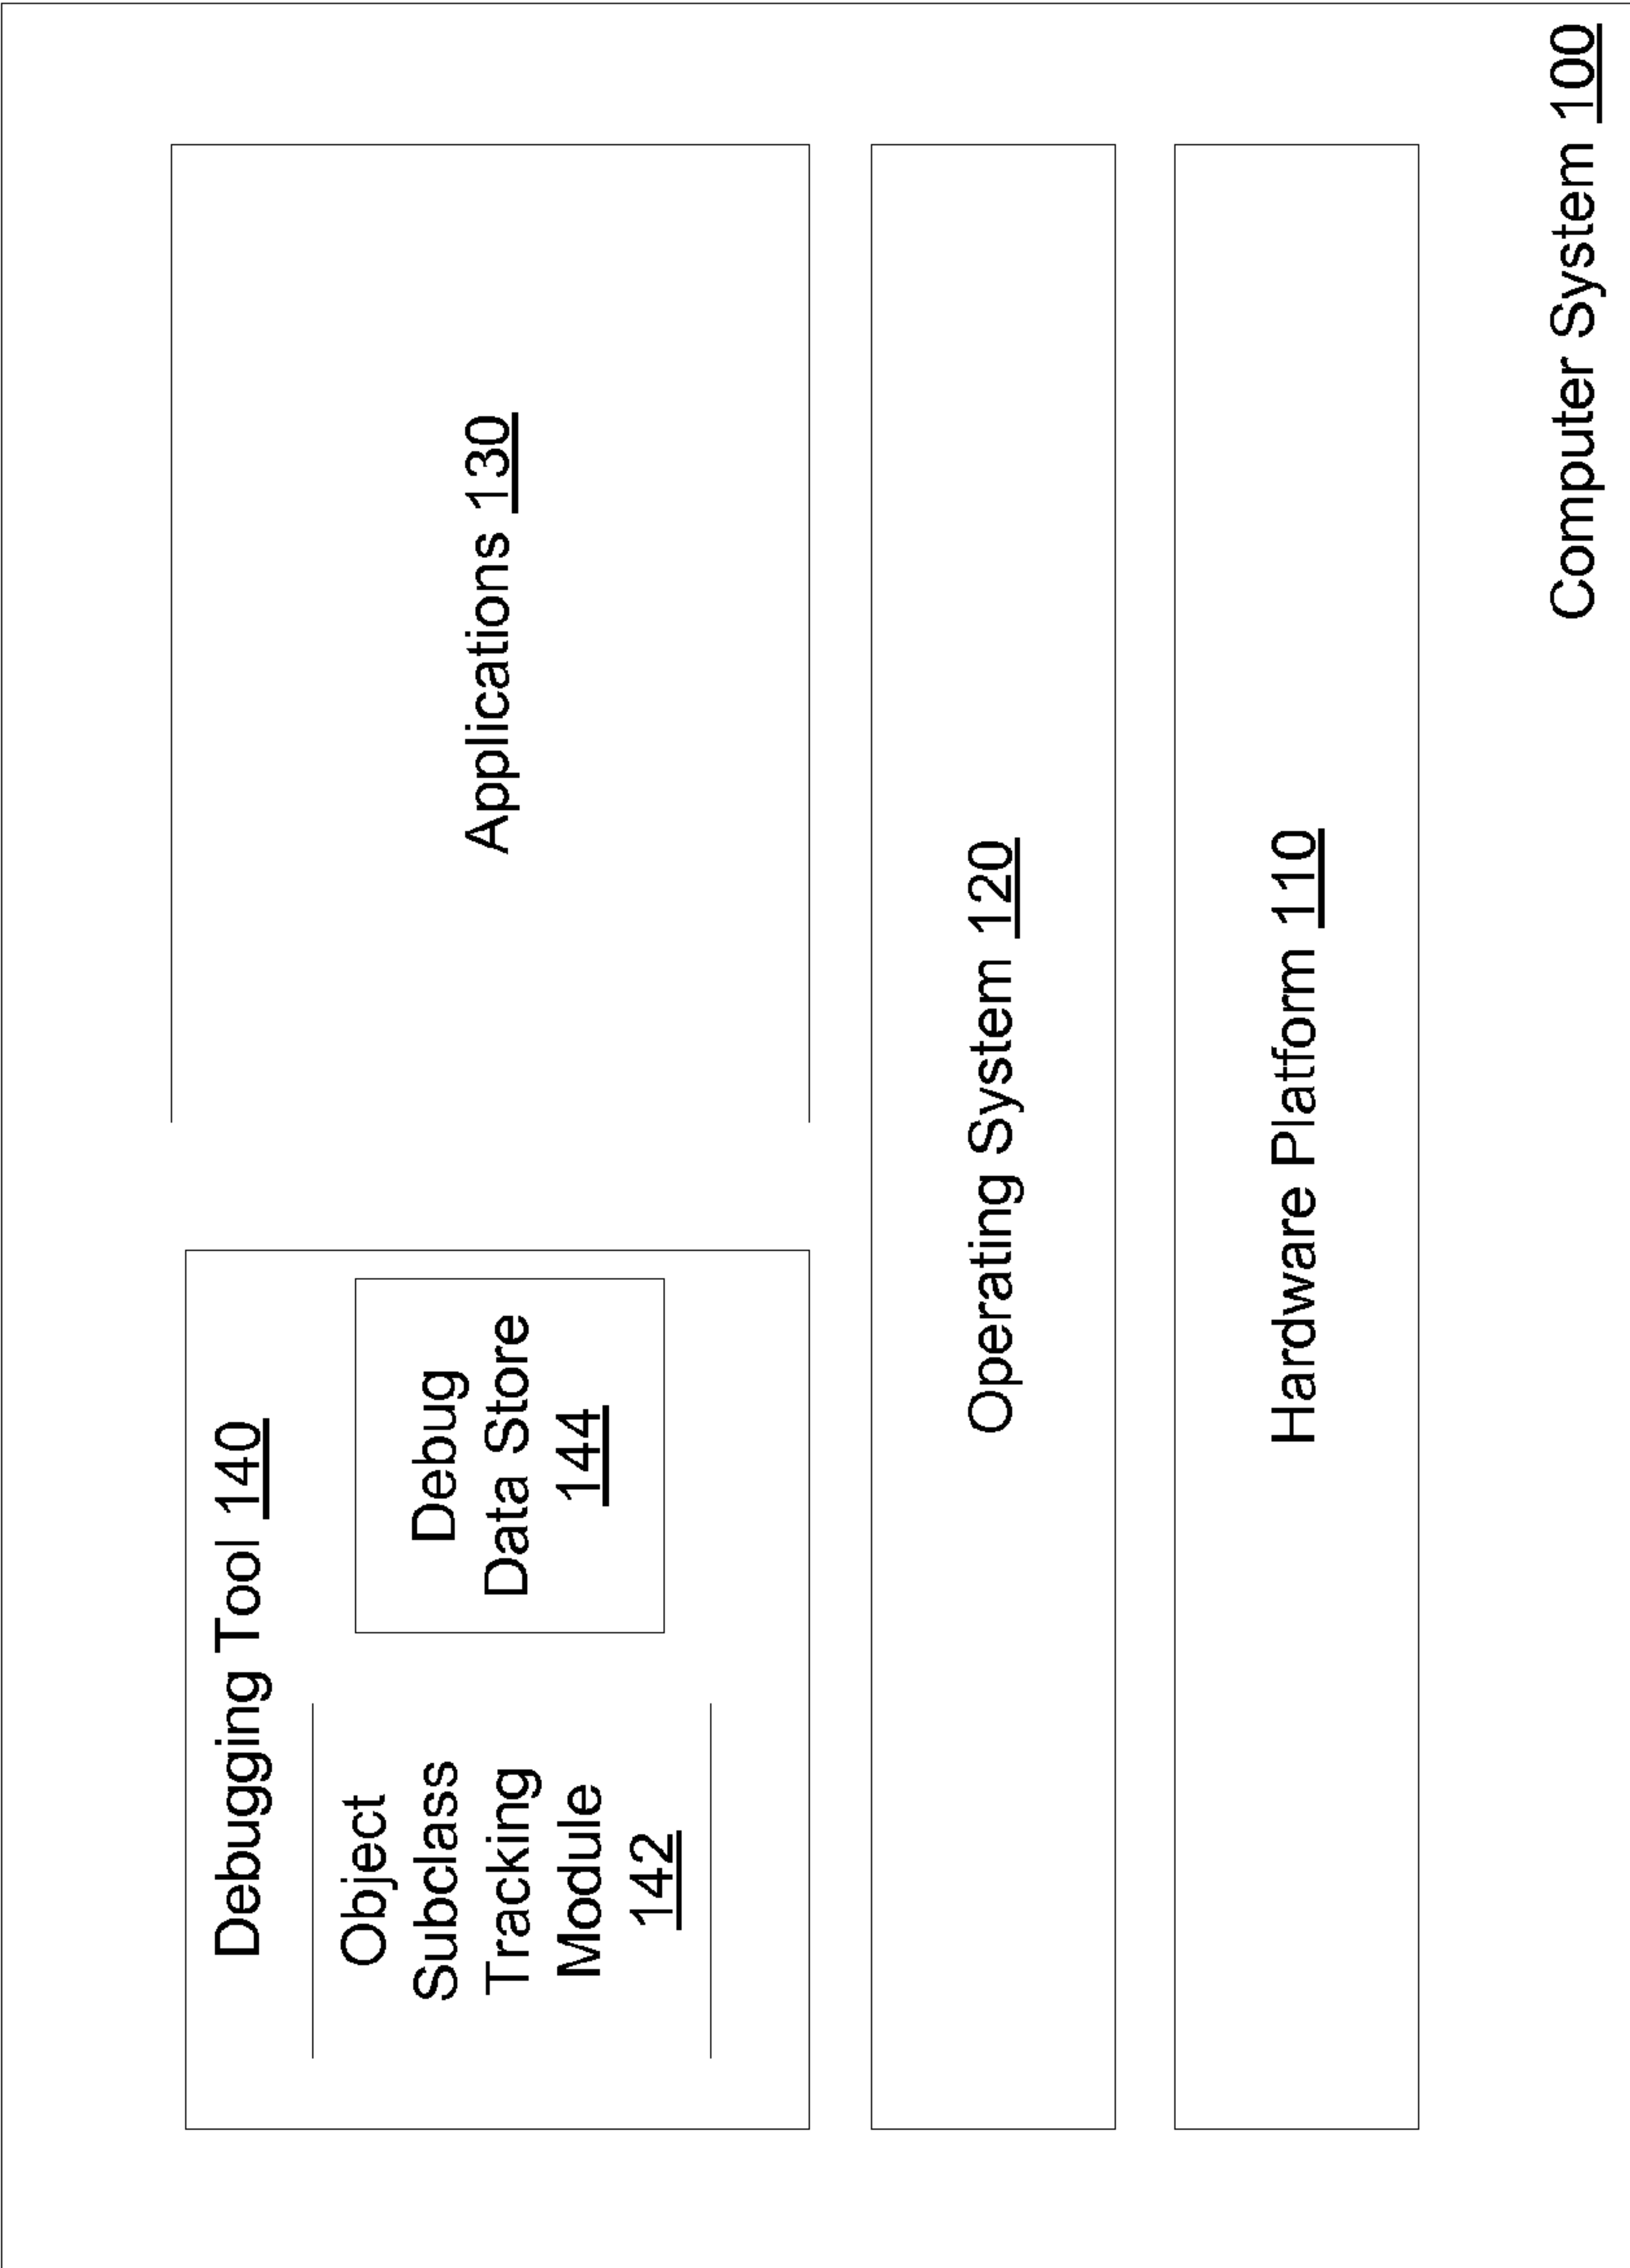 Debugging Tool 140
Object
Subclass
Tracking
Module
142
Debug
Data Store
144
Applications 130
Operating System 120
Hardware Platform 110
Computer System 100